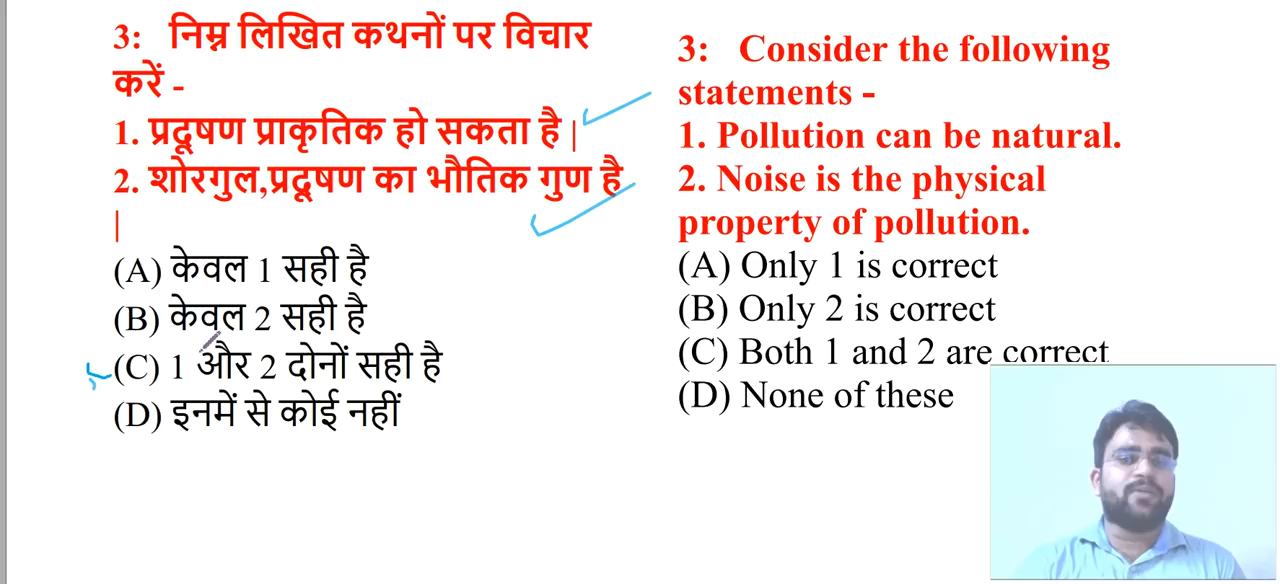 3: निम्न लिखित कथनों पर विचार
करें -
1. प्रदूषण प्राकृतिक हो सकता है |
2. शोरगुल,प्रदूषण का भौतिक गुण है
|
(A) केवल 1 सही है
(B) केवल 2 सही है
(C) 1 और 2 दोनों सही है
(D) इनमें से कोई नहीं
3: Consider the following
statements -
1. Pollution can be natural.
2. Noise is the physical
property of pollution.
(A) Only 1 is correct
(B) Only 2 is correct
(C) Both 1 and 2 are correct
(D) None of these